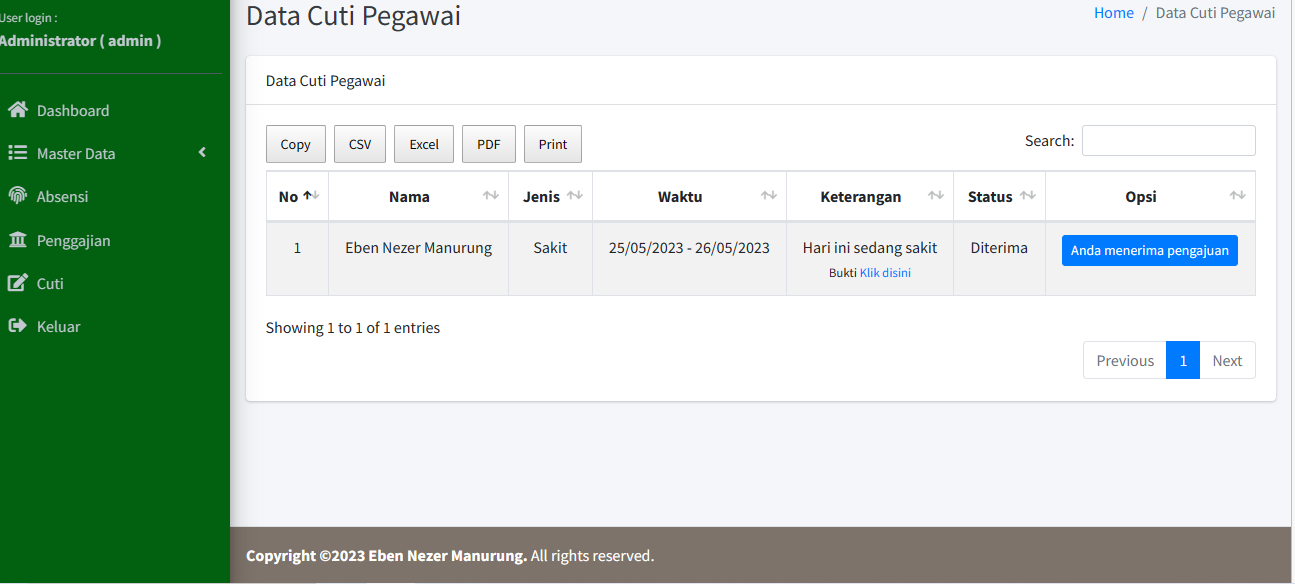 User login :
Administrator ( admin )
Dashboard
Master Data
Absensi
Penggajian
Cuti
Keluar
Data Cuti Pegawai
Home / Data Cuti Pegawai
Data Cuti Pegawai
Copy CSV Excel PDF Print
Search:
No Nama Jenis Waktu Keterangan Status Opsi
1 Eben Nezer Manurung Sakit 25/05/2023 - 26/05/2023 Hari ini sedang sakit Diterima Anda menerima pengajuan
Bukti Klik disini
Showing 1 to 1 of 1 entries
Previous 1 Next
Copyright ©2023 Eben Nezer Manurung. All rights reserved.